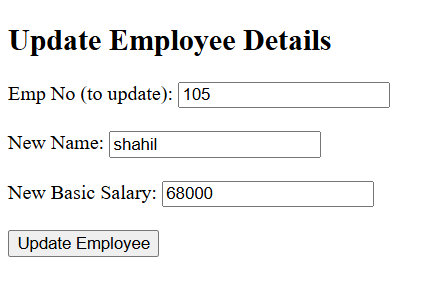 Update Employee Details
Emp No (to update): 105
New Name: shahil
New Basic Salary: 68000
Update Employee